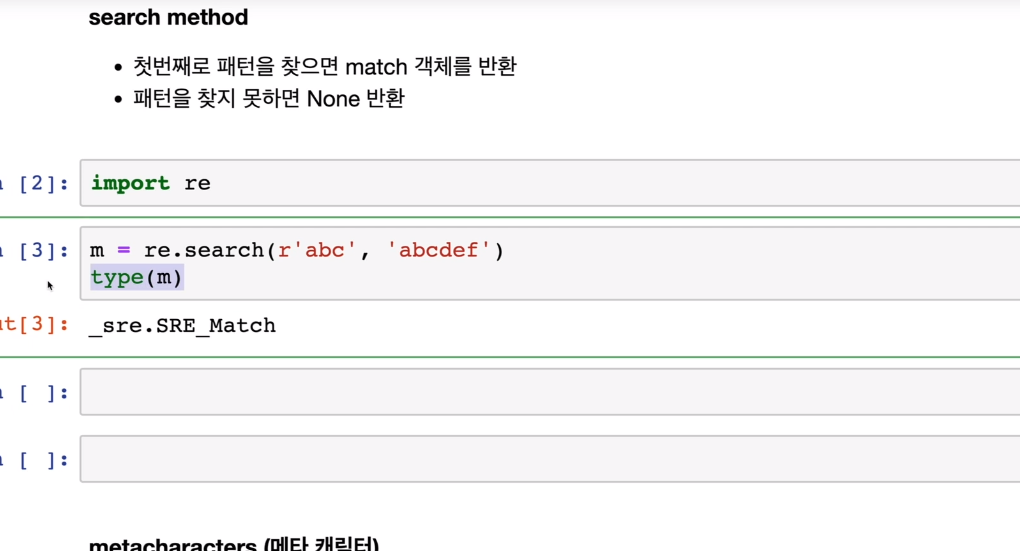 search method
• 첫번째로 패턴을 찾으면 match 객체를 반환
• 패턴을 찾지 못하면 None 반환
[2]: import re
[3]: m = re.search(r'abc', 'abcdef')
type(m)
t[3]: _sre.SRE_Match
[ ]:
[ ]:
metacharacters (메타 캐릭터)